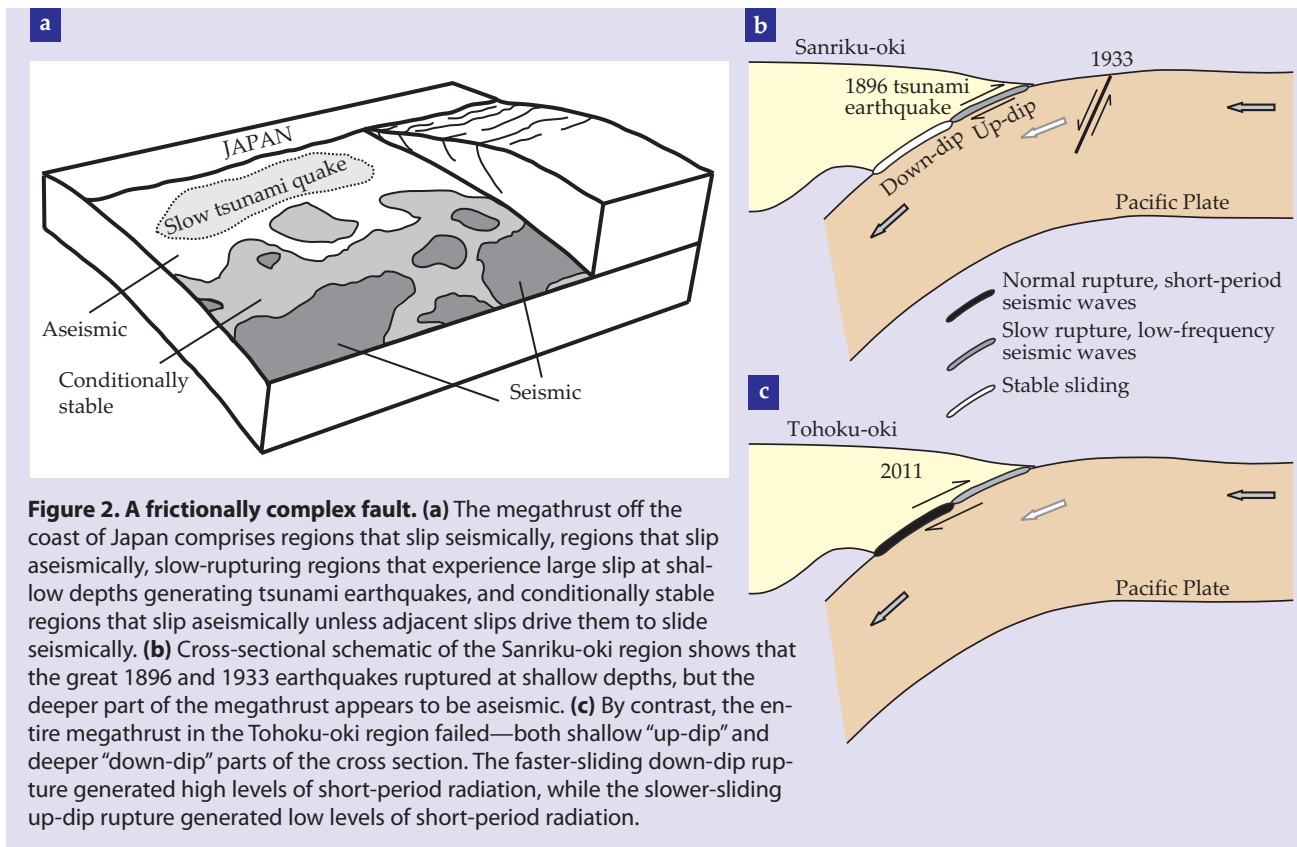 a
JAPAN
Slow tsunami quake
Aseismic
Conditionally
stable
Seismic
b
Sanriku-oki
1933
1896 tsunami
earthquake
Up-dip
Down-dip
Pacific Plate
Normal rupture, short-period
seismic waves
Slow rupture, low-frequency
seismic waves
Stable sliding
c
Tohoku-oki
2011
Pacific Plate
Figure 2. A frictionally complex fault. (a) The megathrust off the
coast of Japan comprises regions that slip seismically, regions that slip
aseismically, slow-rupturing regions that experience large slip at shal-
low depths generating tsunami earthquakes, and conditionally stable
regions that slip aseismically unless adjacent slips drive them to slide
seismically. (b) Cross-sectional schematic of the Sanriku-oki region shows that
the great 1896 and 1933 earthquakes ruptured at shallow depths, but the
deeper part of the megathrust appears to be aseismic. (c) By contrast, the en-
tire megathrust in the Tohoku-oki region failed—both shallow “up-dip” and
deeper “down-dip” parts of the cross section. The faster-sliding down-dip rup-
ture generated high levels of short-period radiation, while the slower-sliding
up-dip rupture generated low levels of short-period radiation.